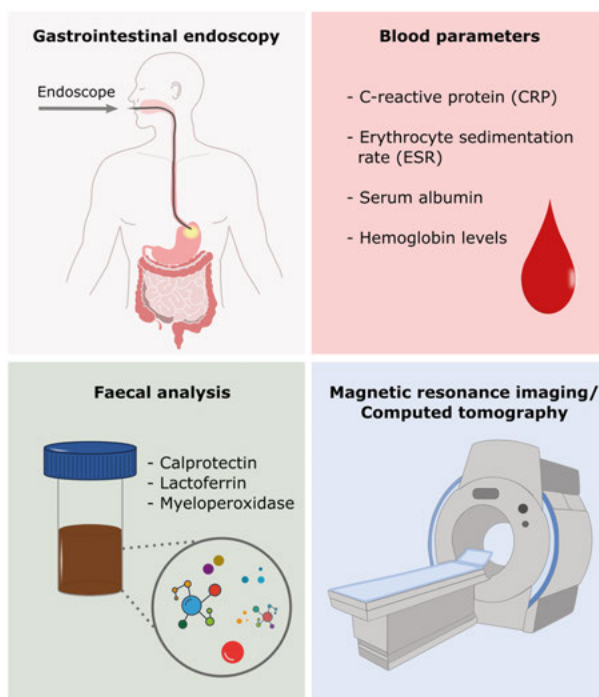 Gastrointestinal endoscopy
Endoscope
Blood parameters
- C-reactive protein (CRP)
- Erythrocyte sedimentation
rate (ESR)
- Serum albumin
- Hemoglobin levels
Faecal analysis
- Calprotectin
- Lactoferrin
- Myeloperoxidase
Magnetic resonance imaging/
Computed tomography